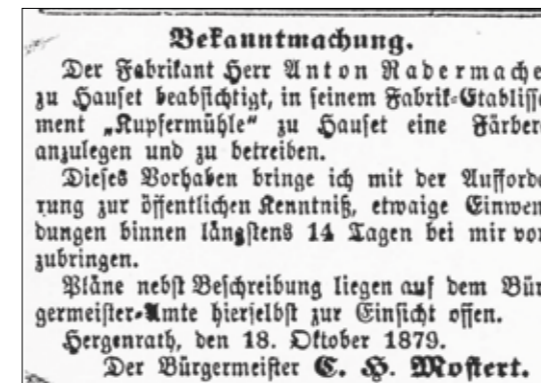 Bekanntmachung.
Der Fabrikant Herr Anton Radermache
zu Hauset beabsichtigt, in seinem Fabrik-Etablisse
ment „Kupfermühle" zu Hauset eine Färbere
anzulegen und zu betreiben.
Dieses Vorhaben bringe ich mit der Aufforde
rung zur öffentlichen Kenntniß, etwaige Einwen
dungen binnen längstens 14 Tagen bei mir vor
zubringen.
Pläne nebst Beschreibung liegen auf dem Bür
germeister-Amte hierselbst zur Einsicht offen.
Hergenrath, den 18. Oktober 1879.
Der Bürgermeister C. H. Mostert.